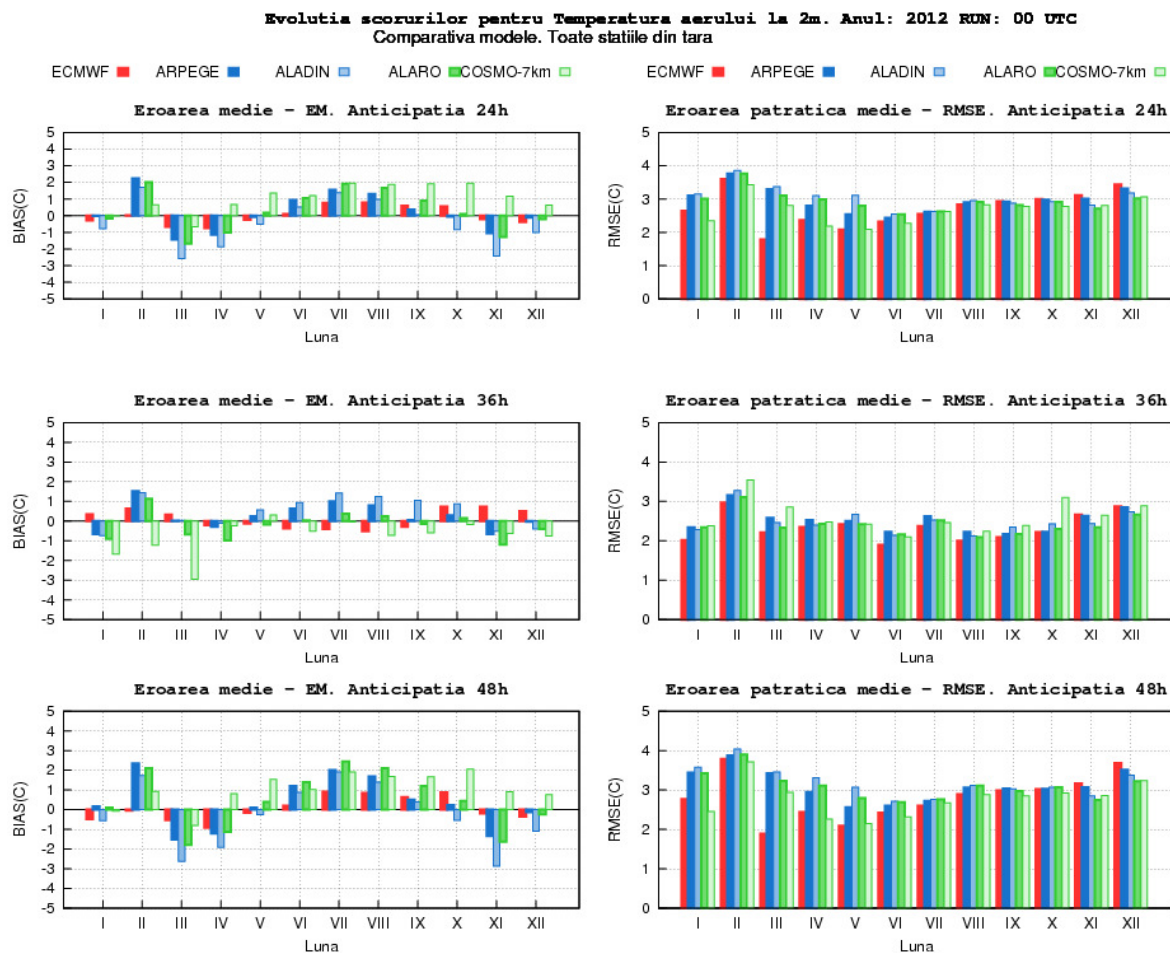 Evolutia scorurilor pentru Temperatura aerului la 2m. Anul: 2012 RUN: 00 UTC
Comparativa modele. Toate statiile din tara
ECMWF ARPEGE ALADIN ALARO COSMO-7km
ECMWF ARPEGE ALADIN ALARO COSMO-7km
Eroarea medie – EM. Anticipatia 24h
BIAS(C)
5
4
3
2
1
0
-1
-2
-3
-4
-5
I II III IV V VI VII VIII IX X XI XII
Luna
Eroarea patratica medie – RMSE. Anticipatia 24h
RMSE(C)
5
4
3
2
1
0
I II III IV V VI VII VIII IX X XI XII
Luna
Eroarea medie – EM. Anticipatia 36h
BIAS(C)
5
4
3
2
1
0
-1
-2
-3
-4
-5
I II III IV V VI VII VIII IX X XI XII
Luna
Eroarea patratica medie – RMSE. Anticipatia 36h
RMSE(C)
5
4
3
2
1
0
I II III IV V VI VII VIII IX X XI XII
Luna
Eroarea medie – EM. Anticipatia 48h
BIAS(C)
5
4
3
2
1
0
-1
-2
-3
-4
-5
I II III IV V VI VII VIII IX X XI XII
Luna
Eroarea patratica medie – RMSE. Anticipatia 48h
RMSE(C)
5
4
3
2
1
0
I II III IV V VI VII VIII IX X XI XII
Luna